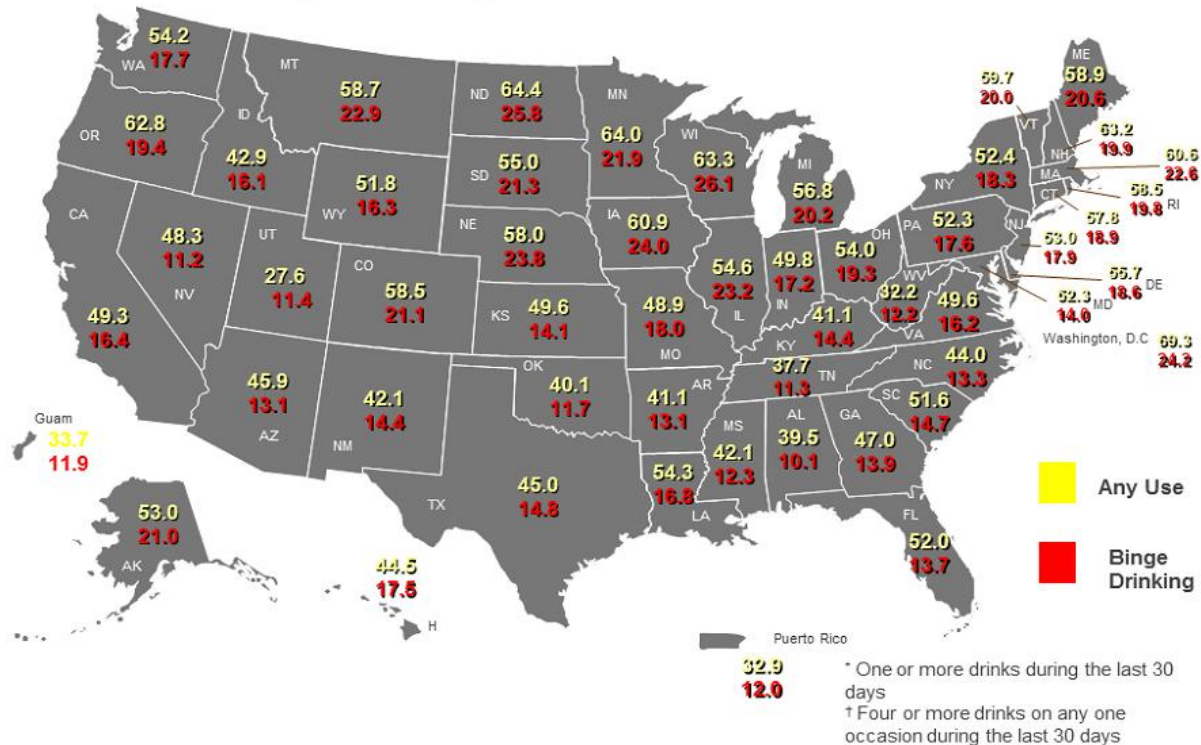 54.2
17.7
WA
MT
58.7
22.9
ND
64.4
25.8
MN
64.0
21.9
ME
58.9
20.6
59.7
20.0
VT
OR
62.8
19.4
ID
42.9
16.1
SD
55.0
21.3
WI
63.3
26.1
MI
56.8
20.2
NY
52.4
18.3
NH
63.2
19.9
MA
60.6
22.6
WY
51.8
16.3
NE
58.0
23.8
IA
60.9
24.0
CT
57.8
18.9
58.5
19.8
RI
CA
49.3
16.4
48.3
11.2
NV
UT
27.6
11.4
CO
58.5
21.1
KS
49.6
14.1
48.9
18.0
MO
54.6
23.2
IL
49.8
17.2
IN
OH
54.0
19.3
PA
52.3
17.6
NJ
53.0
17.9
55.7
18.6
DE
52.3
14.0
MD
WV
32.2
12.2
49.6
16.2
VA
Washington, D.C
69.3
24.2
41.1
14.4
KY
37.7
11.3
TN
44.0
13.3
NC
SC
51.6
14.7
45.9
13.1
AZ
42.1
14.4
NM
OK
40.1
11.7
AR
41.1
13.1
MS
42.1
12.3
AL
39.5
10.1
GA
47.0
13.9
Guam
33.7
11.9
45.0
14.8
TX
54.3
16.8
LA
FL
52.0
13.7
53.0
21.0
AK
44.5
17.5
H
Any Use
Binge
Drinking
Puerto Rico
32.9
12.0
* One or more drinks during the last 30
days
† Four or more drinks on any one
occasion during the last 30 days